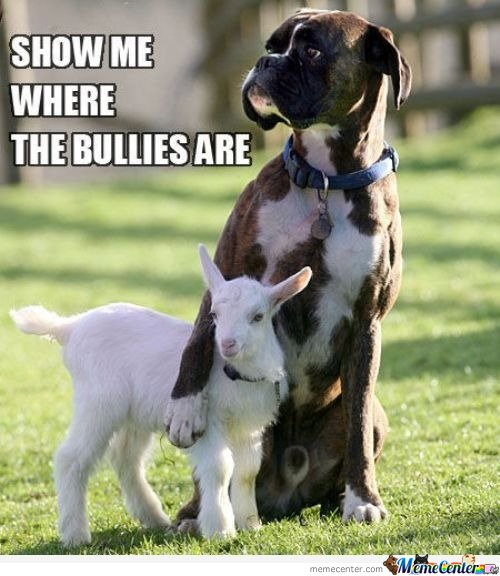 SHOW ME
WHERE
THE BULLIES ARE
memecenter.com MemeCenter